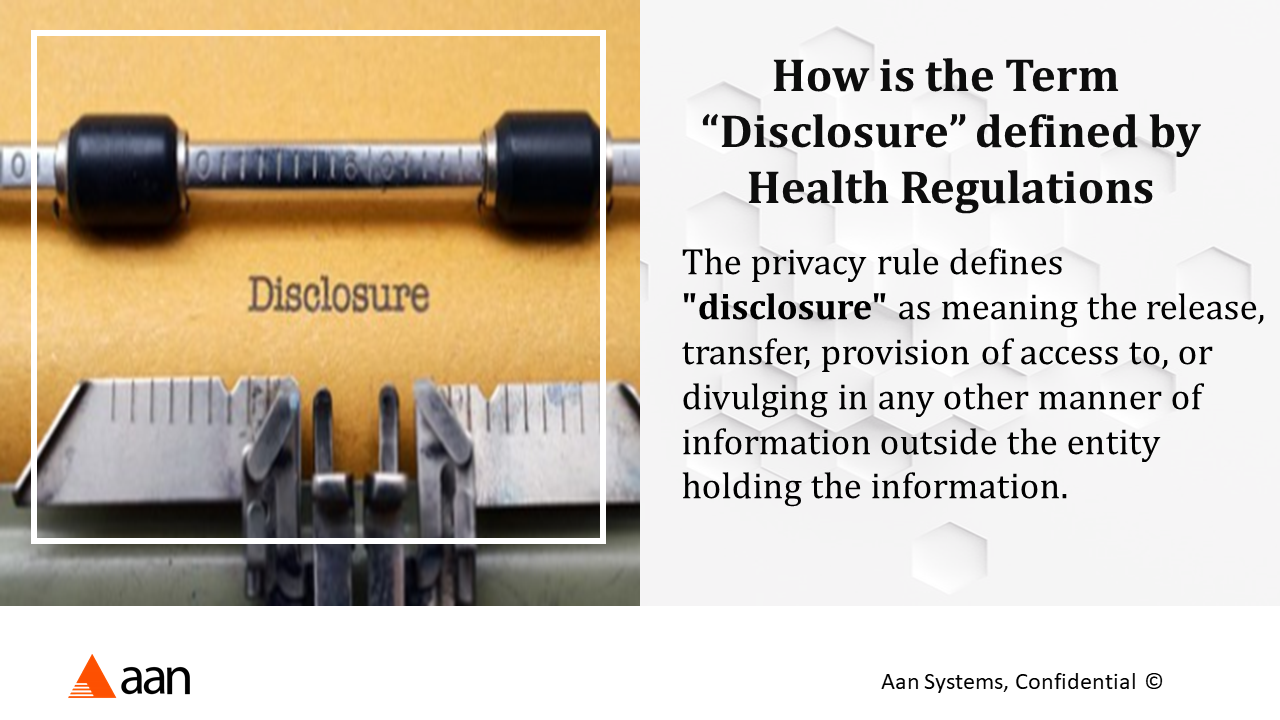 Disclosure
How is the Term
“Disclosure” defined by
Health Regulations
The privacy rule defines
"disclosure" as meaning the release,
transfer, provision of access to, or
divulging in any other manner of
information outside the entity
holding the information.
aan
Aan Systems, Confidential ©